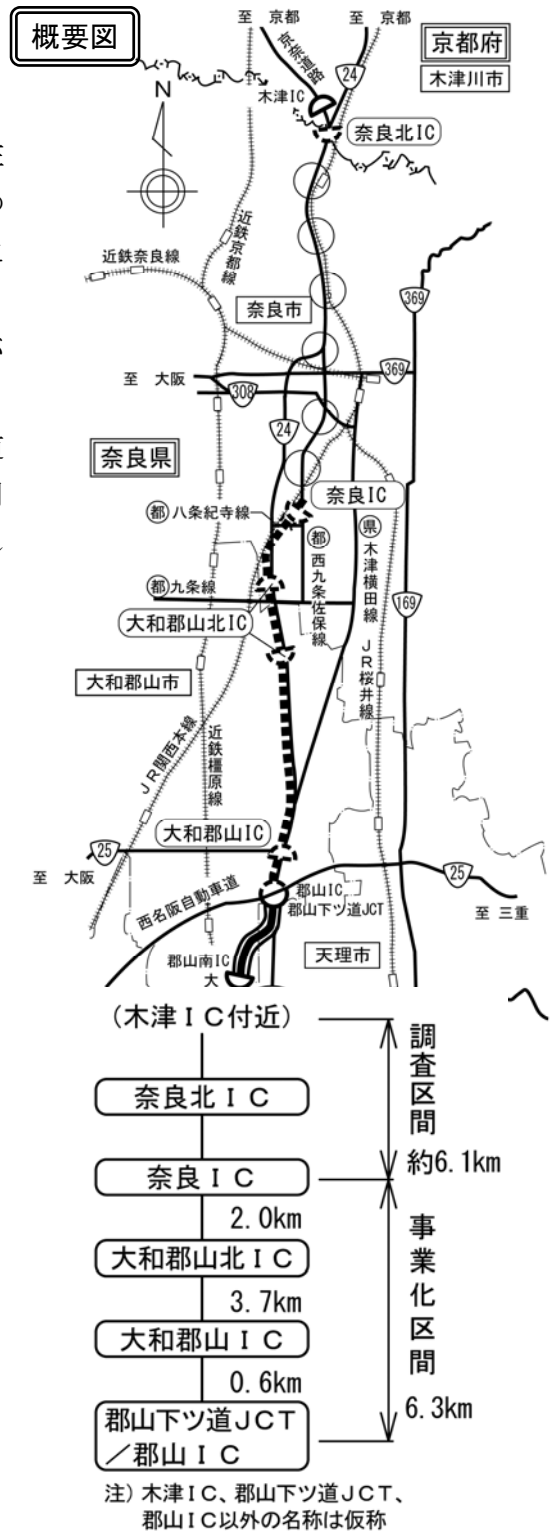 概要図
至 京都
至 京都
京都府
木津川市
京奈道路
24
木津IC
奈良北IC
N
近鉄京都線
近鉄奈良線
奈良市
369
至 大阪
369
308
24
奈良県
奈良IC
都 八条紀寺線
都 西九条佐保線
県 木津横田線
都 九条線
大和郡山北IC
169
JR桜井線
大和郡山市
JR関西本線
近鉄橿原線
大和郡山IC
25
至 大阪
西名阪自動車道
郡山IC
郡山下ツ道JCT
25
至 三重
郡山南IC
天理市
大
(木津IC付近)
調査区間
約6.1km
奈良北IC
奈良IC
2.0km
大和郡山北IC
3.7km
大和郡山IC
0.6km
郡山下ツ道JCT
/郡山IC
事業化区間
6.3km
注) 木津IC、郡山下ツ道JCT、
郡山IC以外の名称は仮称